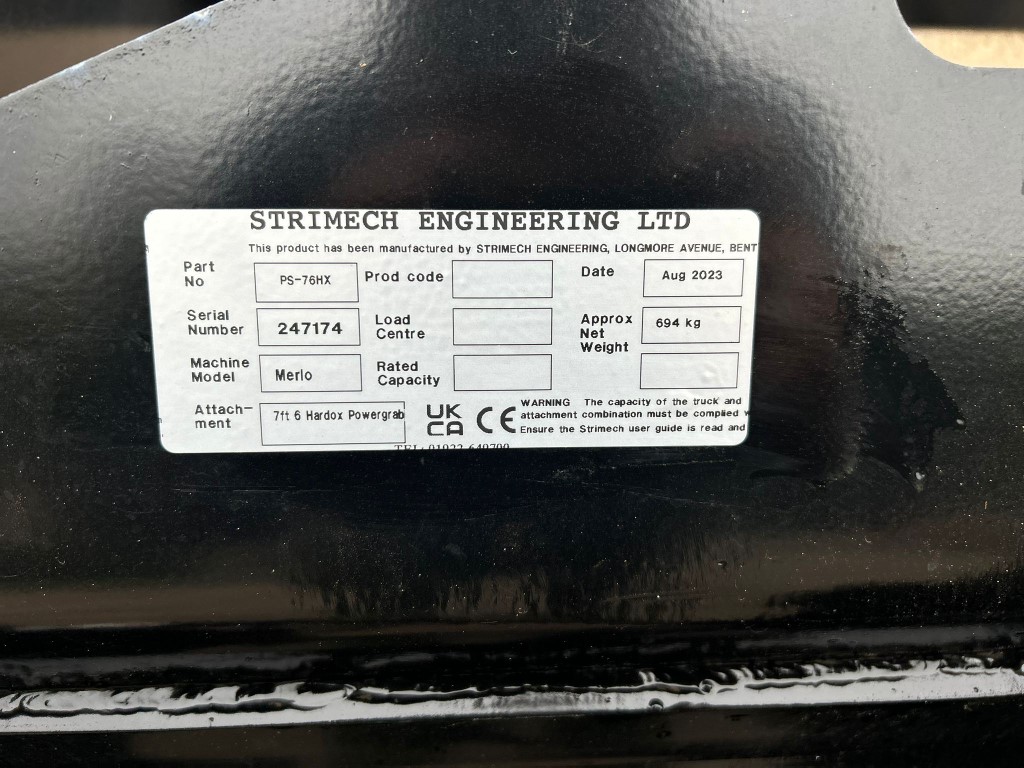 STRIMECH ENGINEERING LTD
This product has been manufactured by STRIMECH ENGINEERING, LONGMORE AVENUE, BENT
Part No PS-76HX Prod code Date Aug 2023
Serial Number 247174 Load Centre Approx Net Weight 694 kg
Machine Model Merlo Rated Capacity
Attach-ment 7ft 6 Hardox Powergrab UK CA CE
WARNING The capacity of the truck and
attachment combination must be complied w
Ensure the Strimech user guide is read and